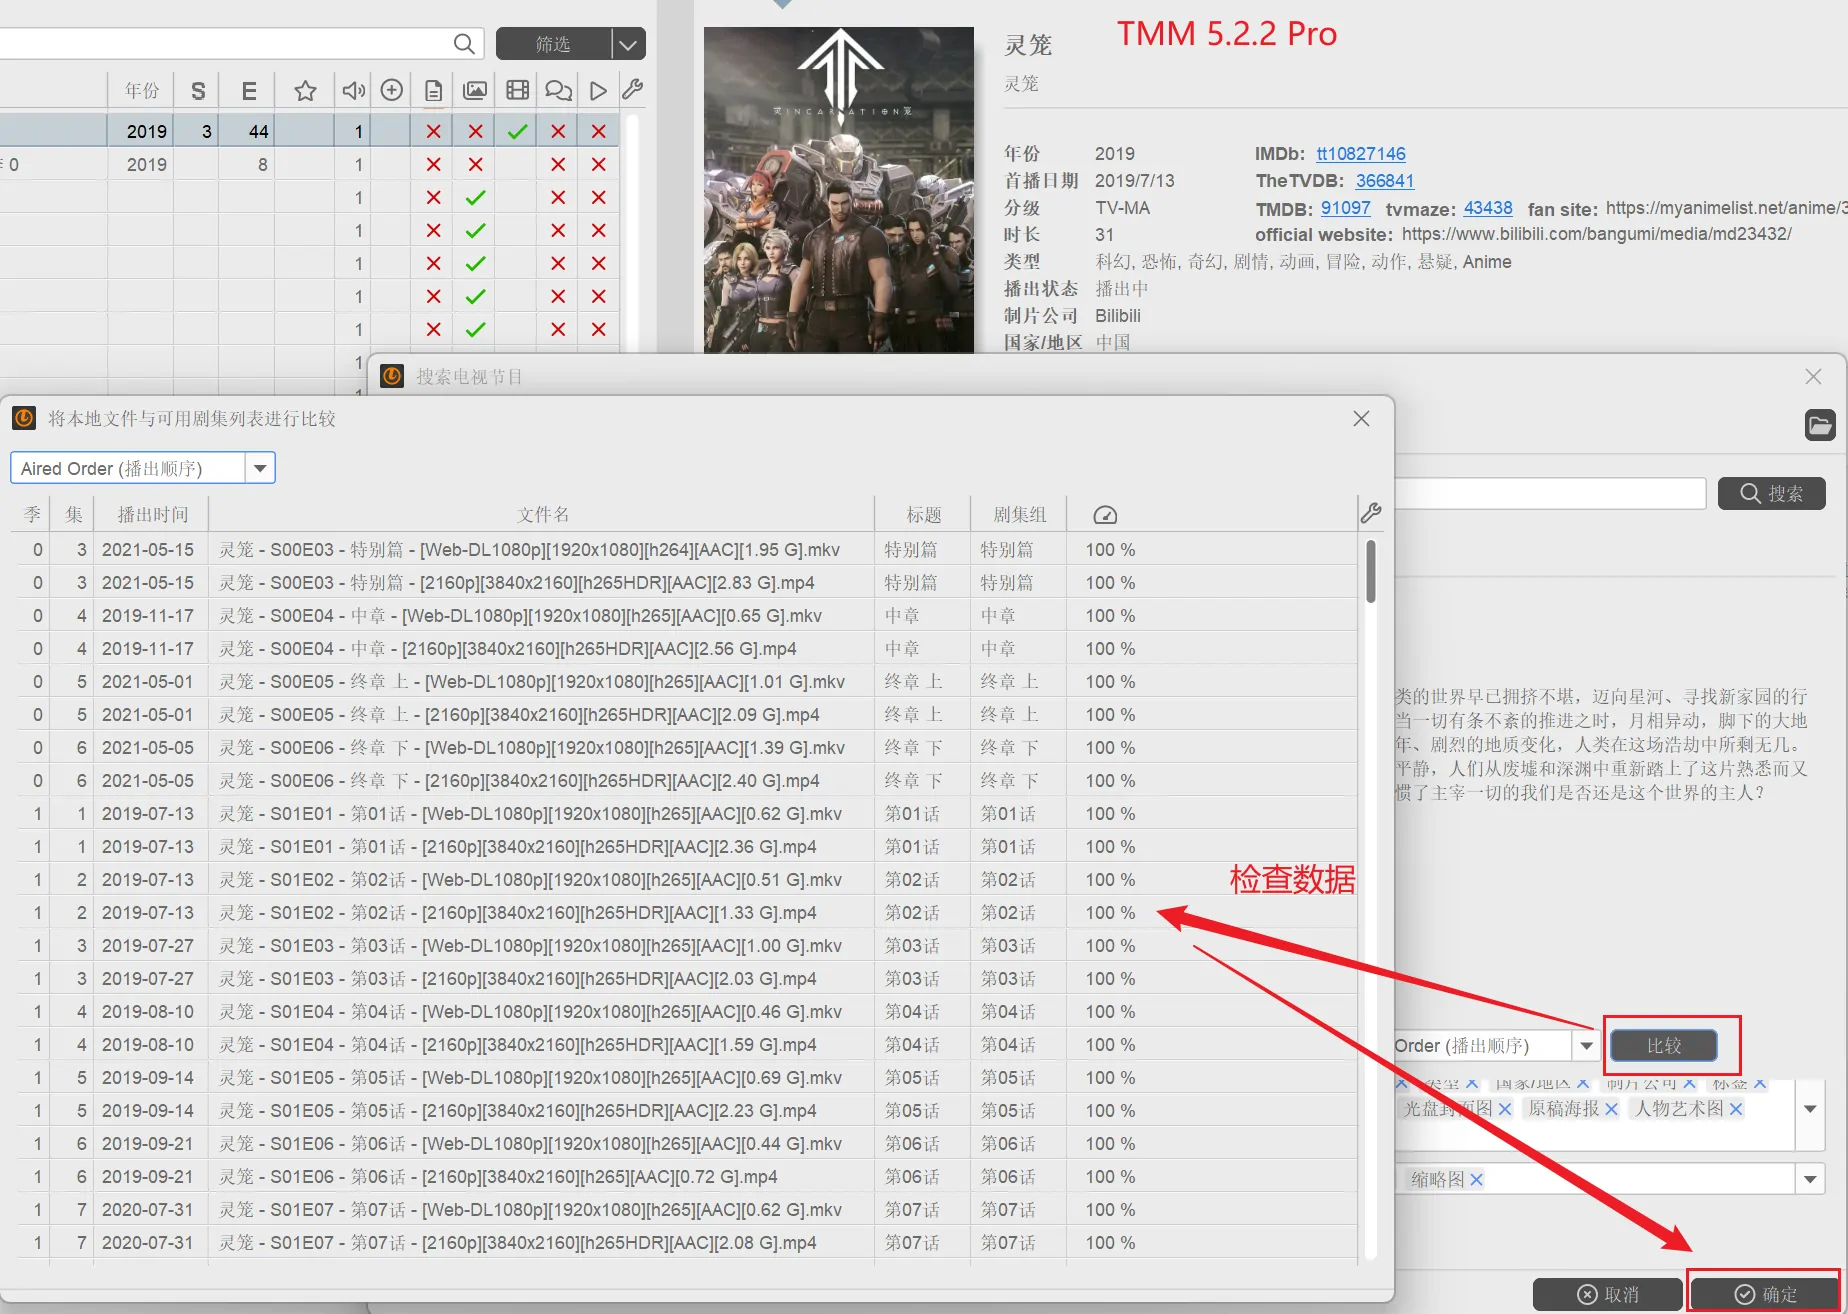 TMM 5.2.2 Pro
筛选
年份 S E
2019 3 44 1
0 2019 8 1
1
1
1
1
1
1
灵笼
INCARNATION
灵笼
灵笼
年份 2019
首播日期 2019/7/13
分级 TV-MA
时长 31
类型 科幻, 恐怖, 奇幻, 剧情, 动画, 冒险, 动作, 悬疑, Anime
播出状态 播出中
制片公司 Bilibili
国家/地区 中国
IMDb: tt10827146
TheTVDB: 366841
TMDB: 91097 tvmaze: 43438 fan site: https://myanimelist.net/anime/3
official website: https://www.bilibili.com/bangumi/media/md23432/
搜索电视节目
搜索
将本地文件与可用剧集列表进行比较
Aired Order (播出顺序)
季 集 播出时间 文件名 标题 剧集组
0 3 2021-05-15 灵笼 - S00E03 - 特别篇 - [Web-DL1080p][1920x1080][h264][AAC][1.95 G].mkv 特别篇 特别篇 100 %
0 3 2021-05-15 灵笼 - S00E03 - 特别篇 - [2160p][3840x2160][h265HDR][AAC][2.83 G].mp4 特别篇 特别篇 100 %
0 4 2019-11-17 灵笼 - S00E04 - 中章 - [Web-DL1080p][1920x1080][h265][AAC][0.65 G].mkv 中章 中章 100 %
0 4 2019-11-17 灵笼 - S00E04 - 中章 - [2160p][3840x2160][h265HDR][AAC][2.56 G].mp4 中章 中章 100 %
0 5 2021-05-01 灵笼 - S00E05 - 终章 上 - [Web-DL1080p][1920x1080][h265][AAC][1.01 G].mkv 终章 上 终章 上 100 %
0 5 2021-05-01 灵笼 - S00E05 - 终章 上 - [2160p][3840x2160][h265HDR][AAC][2.09 G].mp4 终章 上 终章 上 100 %
0 6 2021-05-05 灵笼 - S00E06 - 终章 下 - [Web-DL1080p][1920x1080][h265][AAC][1.39 G].mkv 终章 下 终章 下 100 %
0 6 2021-05-05 灵笼 - S00E06 - 终章 下 - [2160p][3840x2160][h265HDR][AAC][2.40 G].mp4 终章 下 终章 下 100 %
1 1 2019-07-13 灵笼 - S01E01 - 第01话 - [Web-DL1080p][1920x1080][h265][AAC][0.62 G].mkv 第01话 第01话 100 %
1 1 2019-07-13 灵笼 - S01E01 - 第01话 - [2160p][3840x2160][h265HDR][AAC][2.36 G].mp4 第01话 第01话 100 %
1 2 2019-07-13 灵笼 - S01E02 - 第02话 - [Web-DL1080p][1920x1080][h265][AAC][0.51 G].mkv 第02话 第02话 100 %
1 2 2019-07-13 灵笼 - S01E02 - 第02话 - [2160p][3840x2160][h265HDR][AAC][1.33 G].mp4 第02话 第02话 100 %
1 3 2019-07-27 灵笼 - S01E03 - 第03话 - [Web-DL1080p][1920x1080][h265][AAC][1.00 G].mkv 第03话 第03话 100 %
1 3 2019-07-27 灵笼 - S01E03 - 第03话 - [2160p][3840x2160][h265HDR][AAC][2.03 G].mp4 第03话 第03话 100 %
1 4 2019-08-10 灵笼 - S01E04 - 第04话 - [Web-DL1080p][1920x1080][h265][AAC][0.46 G].mkv 第04话 第04话 100 %
1 4 2019-08-10 灵笼 - S01E04 - 第04话 - [2160p][3840x2160][h265HDR][AAC][1.59 G].mp4 第04话 第04话 100 %
1 5 2019-09-14 灵笼 - S01E05 - 第05话 - [Web-DL1080p][1920x1080][h265][AAC][0.69 G].mkv 第05话 第05话 100 %
1 5 2019-09-14 灵笼 - S01E05 - 第05话 - [2160p][3840x2160][h265HDR][AAC][2.23 G].mp4 第05话 第05话 100 %
1 6 2019-09-21 灵笼 - S01E06 - 第06话 - [Web-DL1080p][1920x1080][h265][AAC][0.44 G].mkv 第06话 第06话 100 %
1 6 2019-09-21 灵笼 - S01E06 - 第06话 - [2160p][3840x2160][h265][AAC][0.72 G].mp4 第06话 第06话 100 %
1 7 2020-07-31 灵笼 - S01E07 - 第07话 - [Web-DL1080p][1920x1080][h265][AAC][0.62 G].mkv 第07话 第07话 100 %
1 7 2020-07-31 灵笼 - S01E07 - 第07话 - [2160p][3840x2160][h265HDR][AAC][2.08 G].mp4 第07话 第07话 100 %
检查数据
类的世界早已拥挤不堪，迈向星河、寻找新家园的行
当一切有条不紊的推进之时，月相异动，脚下的大地
年、剧烈的地质变化，人类在这场浩劫中所剩无几。
平静，人们从废墟和深渊中重新踏上了这片熟悉而又
惯了主宰一切的我们是否还是这个世界的主人？
Order (播出顺序) 比较
类型 国家/地区 制片公司 标签
光盘封面图 原稿海报 人物艺术图
缩略图
取消 确定